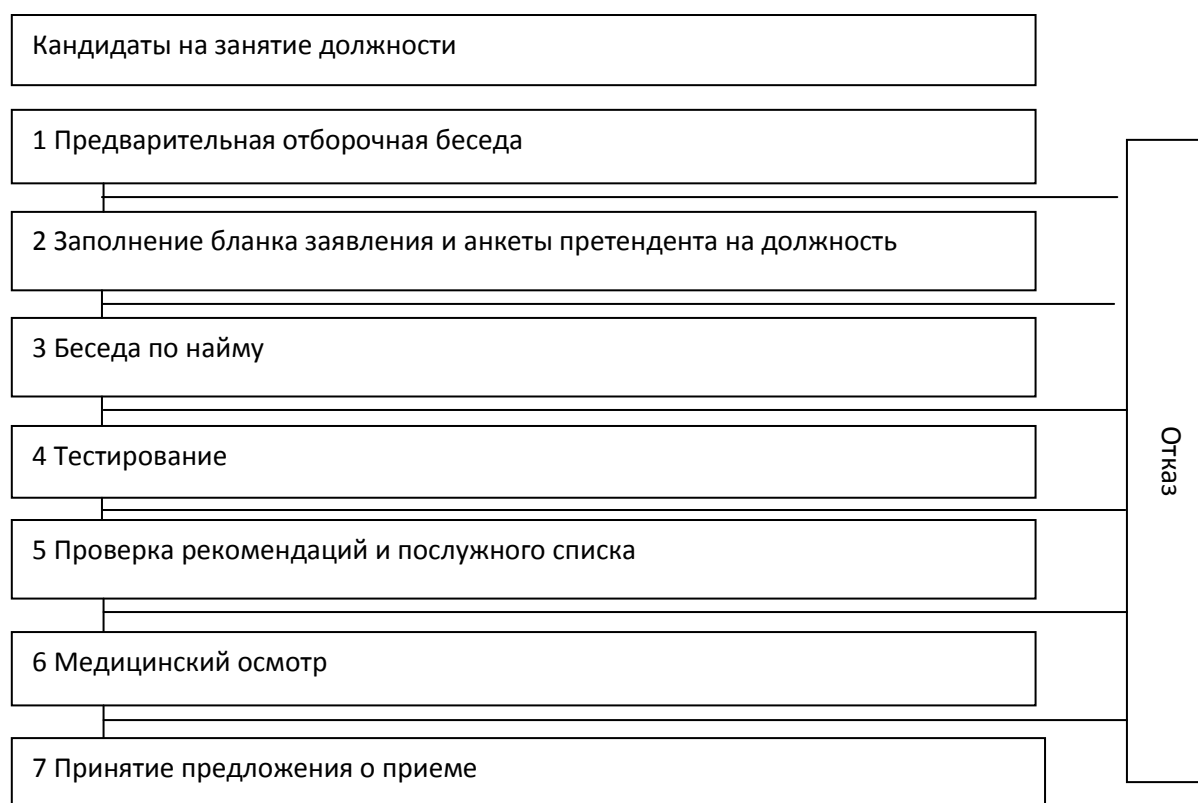 Кандидаты на занятие должности
1 Предварительная отборочная беседа
2 Заполнение бланка заявления и анкеты претендента на должность
3 Беседа по найму
4 Тестирование
5 Проверка рекомендаций и послужного списка
6 Медицинский осмотр
7 Принятие предложения о приеме
Отказ